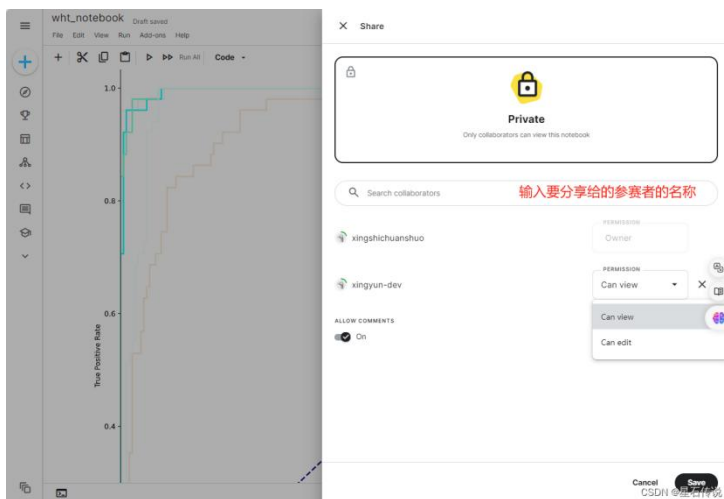 wht_notebook Draft saved
File Edit View Run Add-ons Help
Run All Code
1.0
0.8
0.6
0.4
True Positive Rate
Share
Private
Only collaborators can view this notebook
Search collaborators 输入要分享给的参赛者的名称
xingshichuanshuo
PERMISSION
Owner
xingyun-dev
PERMISSION
Can view
Can view
Can edit
ALLOW COMMENTS
On
Cancel Save
CSDN @星石传说